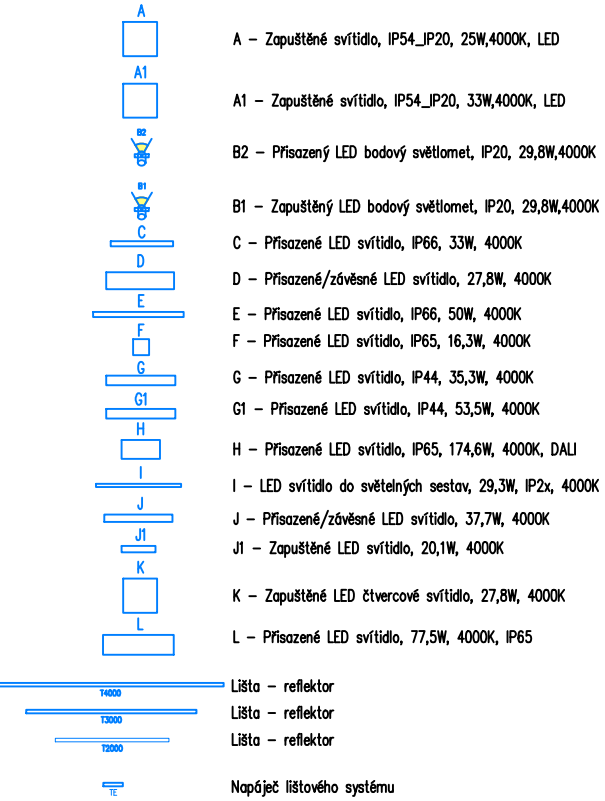 A
A – Zapuštěné svítidlo, IP54_IP20, 25W,4000K, LED
A1
A1 – Zapuštěné svítidlo, IP54_IP20, 33W,4000K, LED
B2
B2 – Přisazený LED bodový světlomet, IP20, 29,8W,4000K
B1
B1 – Zapuštěný LED bodový světlomet, IP20, 29,8W,4000K
C
C – Přisazené LED svítidlo, IP66, 33W, 4000K
D
D – Přisazené/závěsné LED svítidlo, 27,8W, 4000K
E
E – Přisazené LED svítidlo, IP66, 50W, 4000K
F
F – Přisazené LED svítidlo, IP65, 16,3W, 4000K
G
G – Přisazené LED svítidlo, IP44, 35,3W, 4000K
G1
G1 – Přisazené LED svítidlo, IP44, 53,5W, 4000K
H
H – Přisazené LED svítidlo, IP65, 174,6W, 4000K, DALI
I
I – LED svítidlo do světelných sestav, 29,3W, IP2x, 4000K
J
J – Přisazené/závěsné LED svítidlo, 37,7W, 4000K
J1
J1 – Zapuštěné LED svítidlo, 20,1W, 4000K
K
K – Zapuštěné LED čtvercové svítidlo, 27,8W, 4000K
L
L – Přisazené LED svítidlo, 77,5W, 4000K, IP65
Lišta – reflektor
T4000
Lišta – reflektor
T3000
Lišta – reflektor
T2000
Napáječ lištového systému
TE